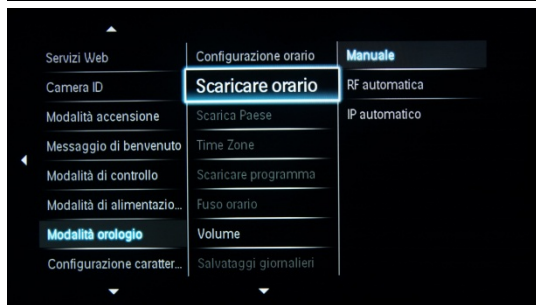 Servizi Web
Camera ID
Modalità accensione
Messaggio di benvenuto
Modalità di controllo
Modalità di alimentazio...
Modalità orologio
Configurazione caratter...
Configurazione orario
Scaricare orario
Scarica Paese
Time Zone
Scaricare programma
Fuso orario
Volume
Salvataggi giornalieri
Manuale
RF automatica
IP automatico